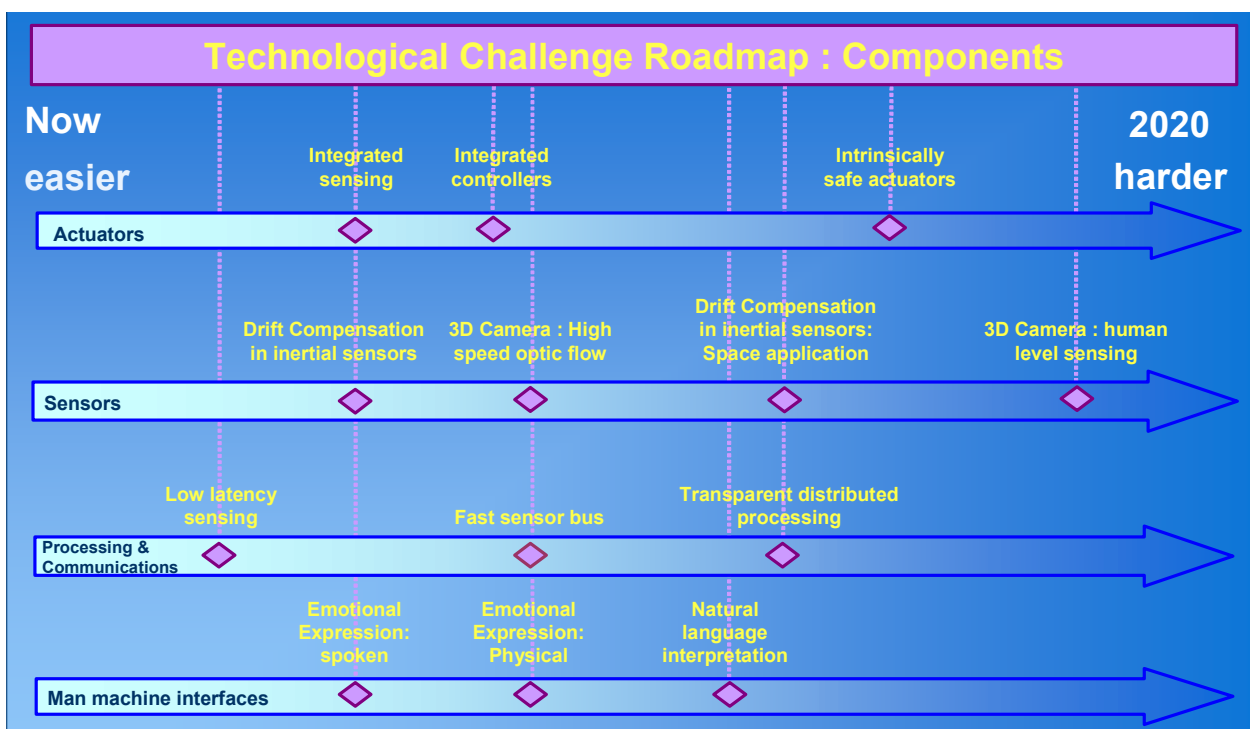 Technological Challenge Roadmap : Components
Now
easier
2020
harder
Integrated
sensing
Integrated
controllers
Intrinsically
safe actuators
Actuators
Drift Compensation
in inertial sensors
3D Camera : High
speed optic flow
Drift Compensation
in inertial sensors:
Space application
3D Camera : human
level sensing
Sensors
Low latency
sensing
Fast sensor bus
Transparent distributed
processing
Processing &
Communications
Emotional
Expression:
spoken
Emotional
Expression:
Physical
Natural
language
interpretation
Man machine interfaces